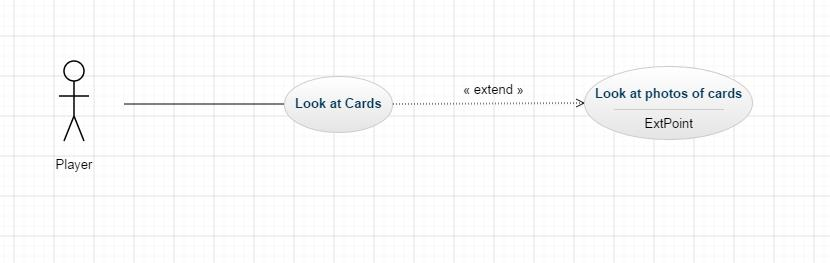 « extend »
Look at Cards
Look at photos of cards
ExtPoint
Player